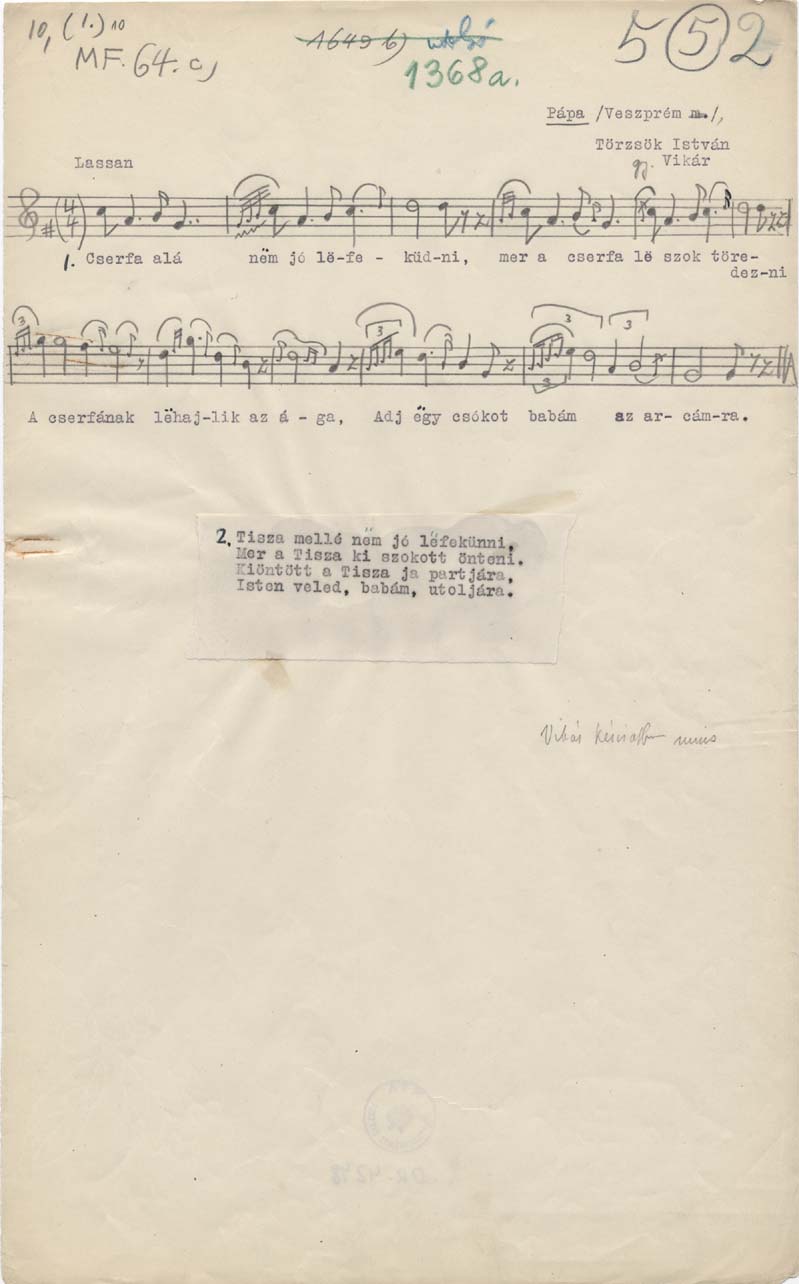 10, (1.) 10
1649 b) utolsó
5 5 2
MF. 64. c)
1368a.
Pápa /Veszprém m./,
Törzsök István
gy. Vikár
Lassan
1. Cserfa alá nëm jó lë-fe - küd-ni, mer a cserfa lë szok töre-
dez-ni
A cserfának lëhaj-lik az á - ga, Adj ëgy csókot babám az ar- cám-ra.
2. Tisza mellé nëm jó lëfekünni,
Mer a Tisza ki szokott önteni.
Kiöntött a Tisza ja partjára,
Isten veled, babám, utoljára.
Vikár nincs